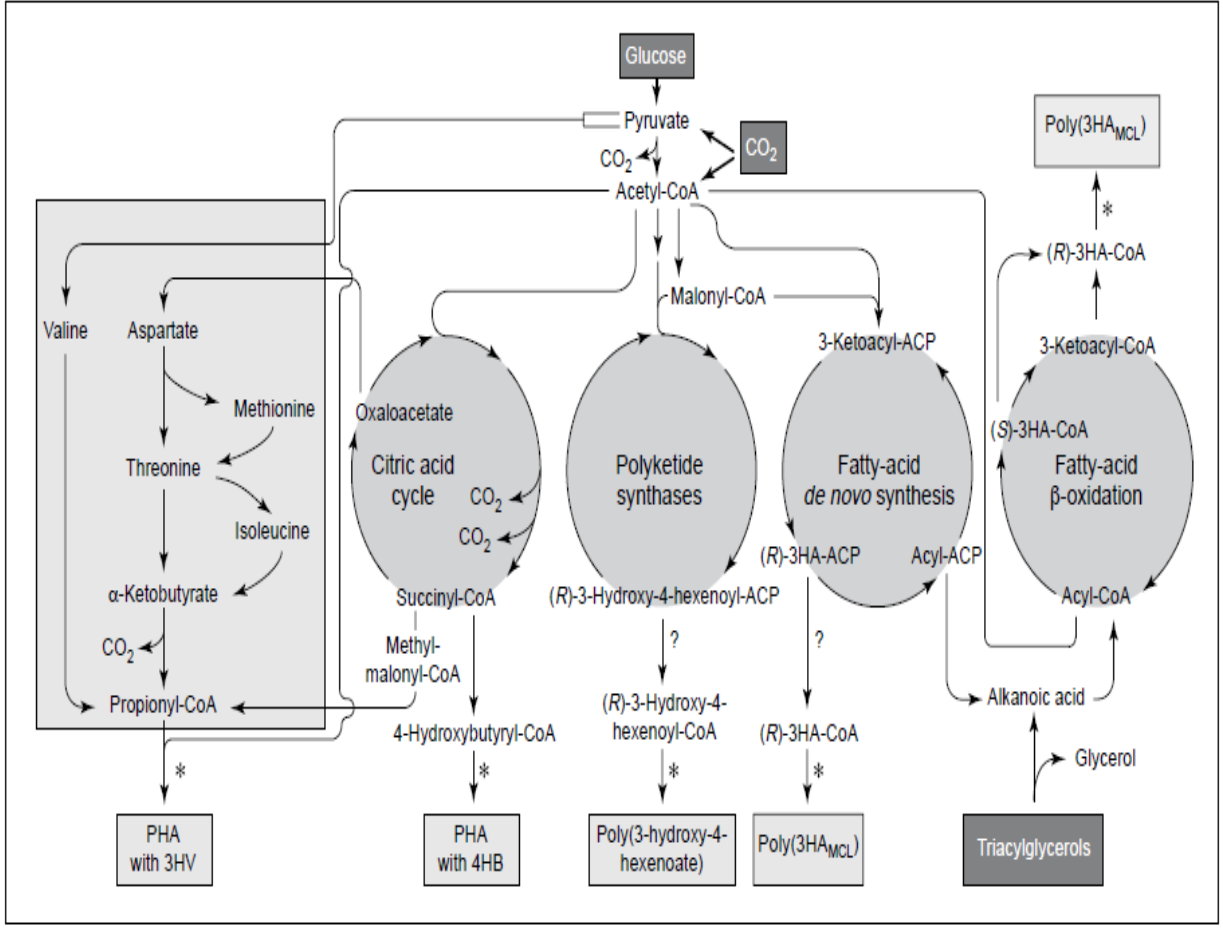 Glucose
Pyruvate
CO2
CO2
Acetyl-CoA
Poly(3HAMCL)
*
(R)-3HA-CoA
Malonyl-CoA
Valine
Aspartate
3-Ketoacyl-ACP
3-Ketoacyl-CoA
Methionine
Oxaloacetate
(S)-3HA-CoA
Threonine
Citric acid
cycle
CO2
CO2
Polyketide
synthases
Fatty-acid
de novo synthesis
Fatty-acid
β-oxidation
Isoleucine
(R)-3HA-ACP
Acyl-ACP
α-Ketobutyrate
Succinyl-CoA
(R)-3-Hydroxy-4-hexenoyl-ACP
Acyl-CoA
CO2
Methyl-
malonyl-CoA
?
?
Propionyl-CoA
4-Hydroxybutyryl-CoA
(R)-3-Hydroxy-4-
hexenoyl-CoA
(R)-3HA-CoA
Alkanoic acid
Glycerol
*
*
*
*
PHA
with 3HV
PHA
with 4HB
Poly(3-hydroxy-4-
hexenoate)
Poly(3HAMCL)
Triacylglycerols